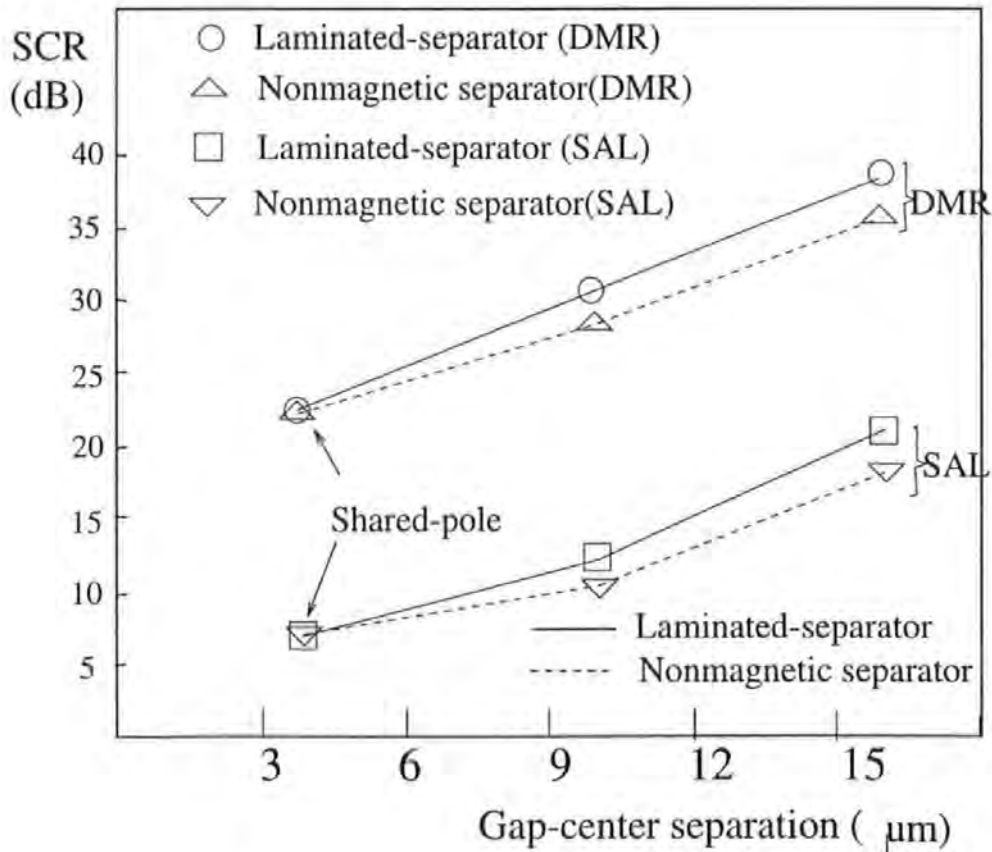 SCR
(dB)
Laminated-separator (DMR)
Nonmagnetic separator(DMR)
Laminated-separator (SAL)
Nonmagnetic separator(SAL)
40
35
30
25
20
15
10
5
DMR
SAL
Shared-pole
Laminated-separator
Nonmagnetic separator
3 6 9 12 15
Gap-center separation ( μm)